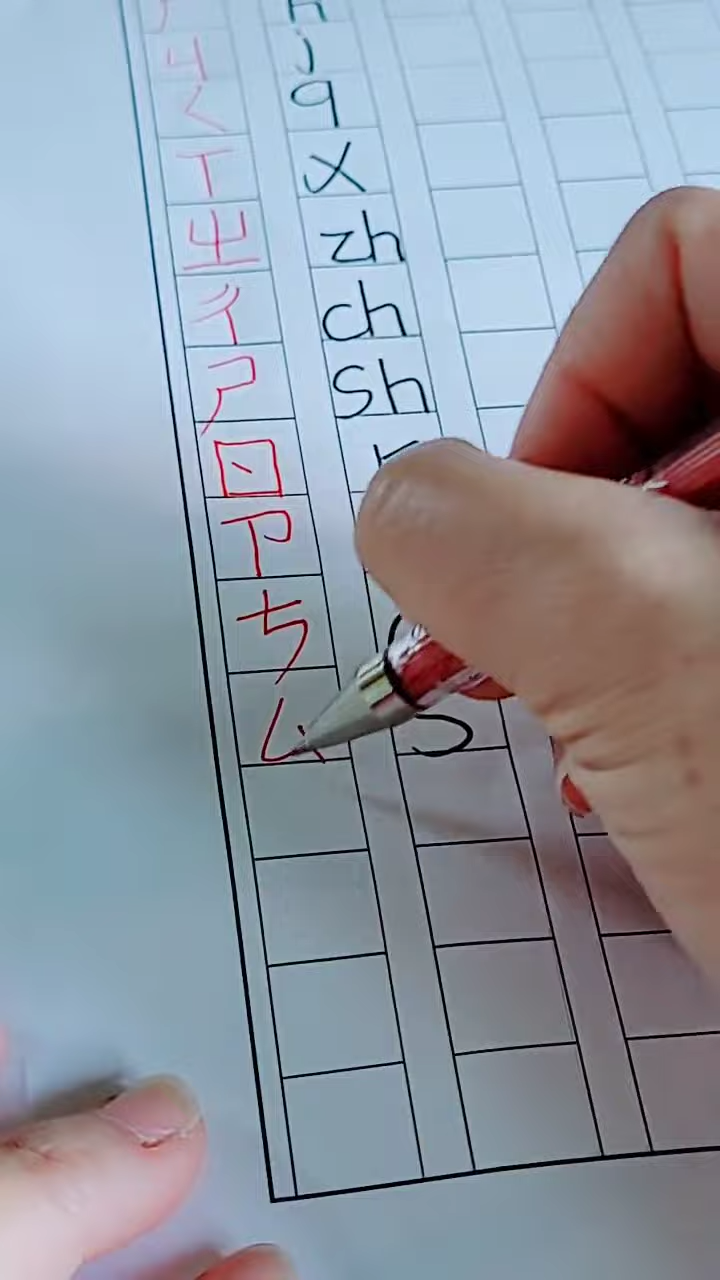 ㄏ h
ㄐ j
ㄑ q
ㄒ x
ㄓ zh
ㄔ ch
ㄕ sh
ㄖ r
ㄗ
ㄘ
ㄙ s